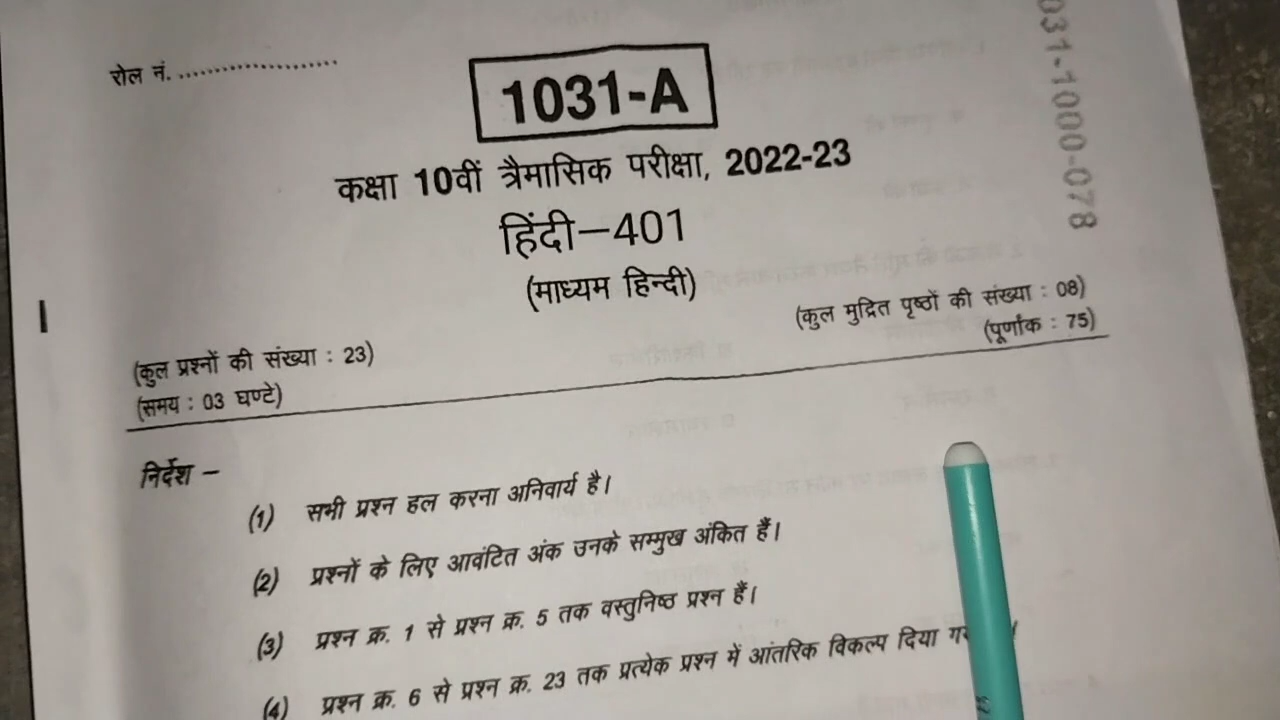 रोल नं. ......................
1031-A
031-1000-078
कक्षा 10वीं त्रैमासिक परीक्षा, 2022-23
हिंदी–401
(माध्यम हिन्दी)
(कुल प्रश्नों की संख्या : 23)
(कुल मुद्रित पृष्ठों की संख्या : 08)
(समय : 03 घण्टे)
(पूर्णांक : 75)
निर्देश –
(1) सभी प्रश्न हल करना अनिवार्य है।
(2) प्रश्नों के लिए आवंटित अंक उनके सम्मुख अंकित हैं।
(3) प्रश्न क्र. 1 से प्रश्न क्र. 5 तक वस्तुनिष्ठ प्रश्न हैं।
(4) प्रश्न क्र. 6 से प्रश्न क्र. 23 तक प्रत्येक प्रश्न में आंतरिक विकल्प दिया